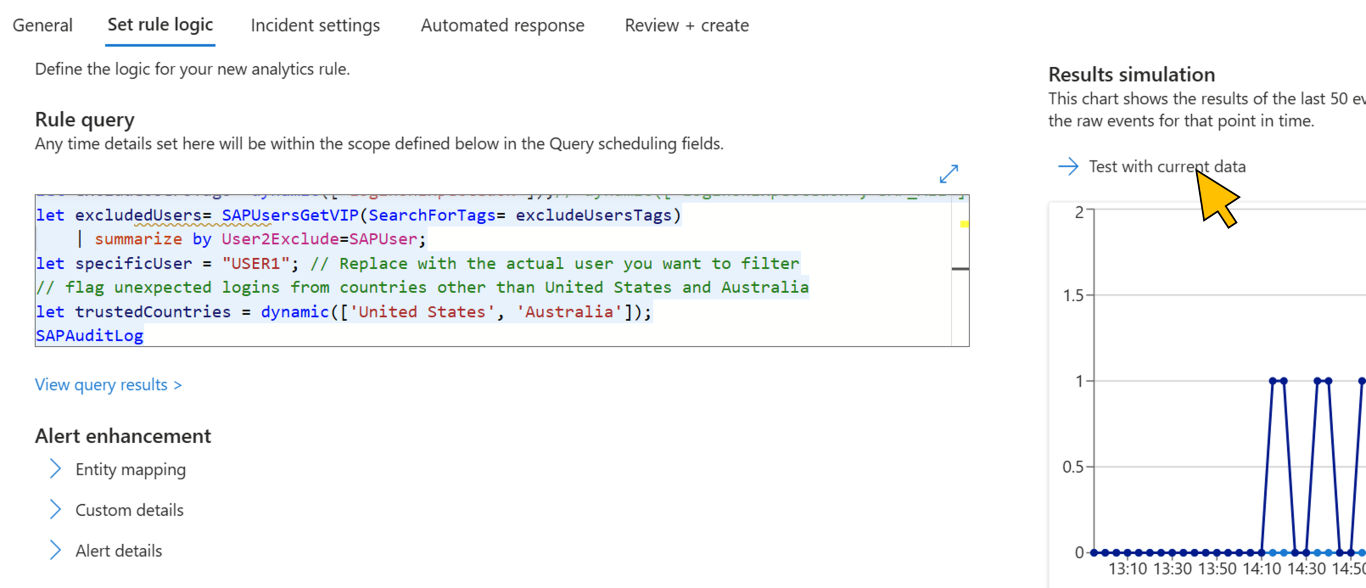 General Set rule logic Incident settings Automated response Review + create
Define the logic for your new analytics rule.
Rule query
Any time details set here will be within the scope defined below in the Query scheduling fields.
let excludedUsers= SAPUsersGetVIP(SearchForTags= excludeUsersTags)
| summarize by User2Exclude=SAPUser;
let specificUser = "USER1"; // Replace with the actual user you want to filter
// flag unexpected logins from countries other than United States and Australia
let trustedCountries = dynamic(['United States', 'Australia']);
SAPAuditLog
View query results >
Alert enhancement
Entity mapping
Custom details
Alert details
Results simulation
This chart shows the results of the last 50
the raw events for that point in time.
Test with current data
2
1.5
1
0.5
0
13:10 13:30 13:50 14:10 14:30 14:50